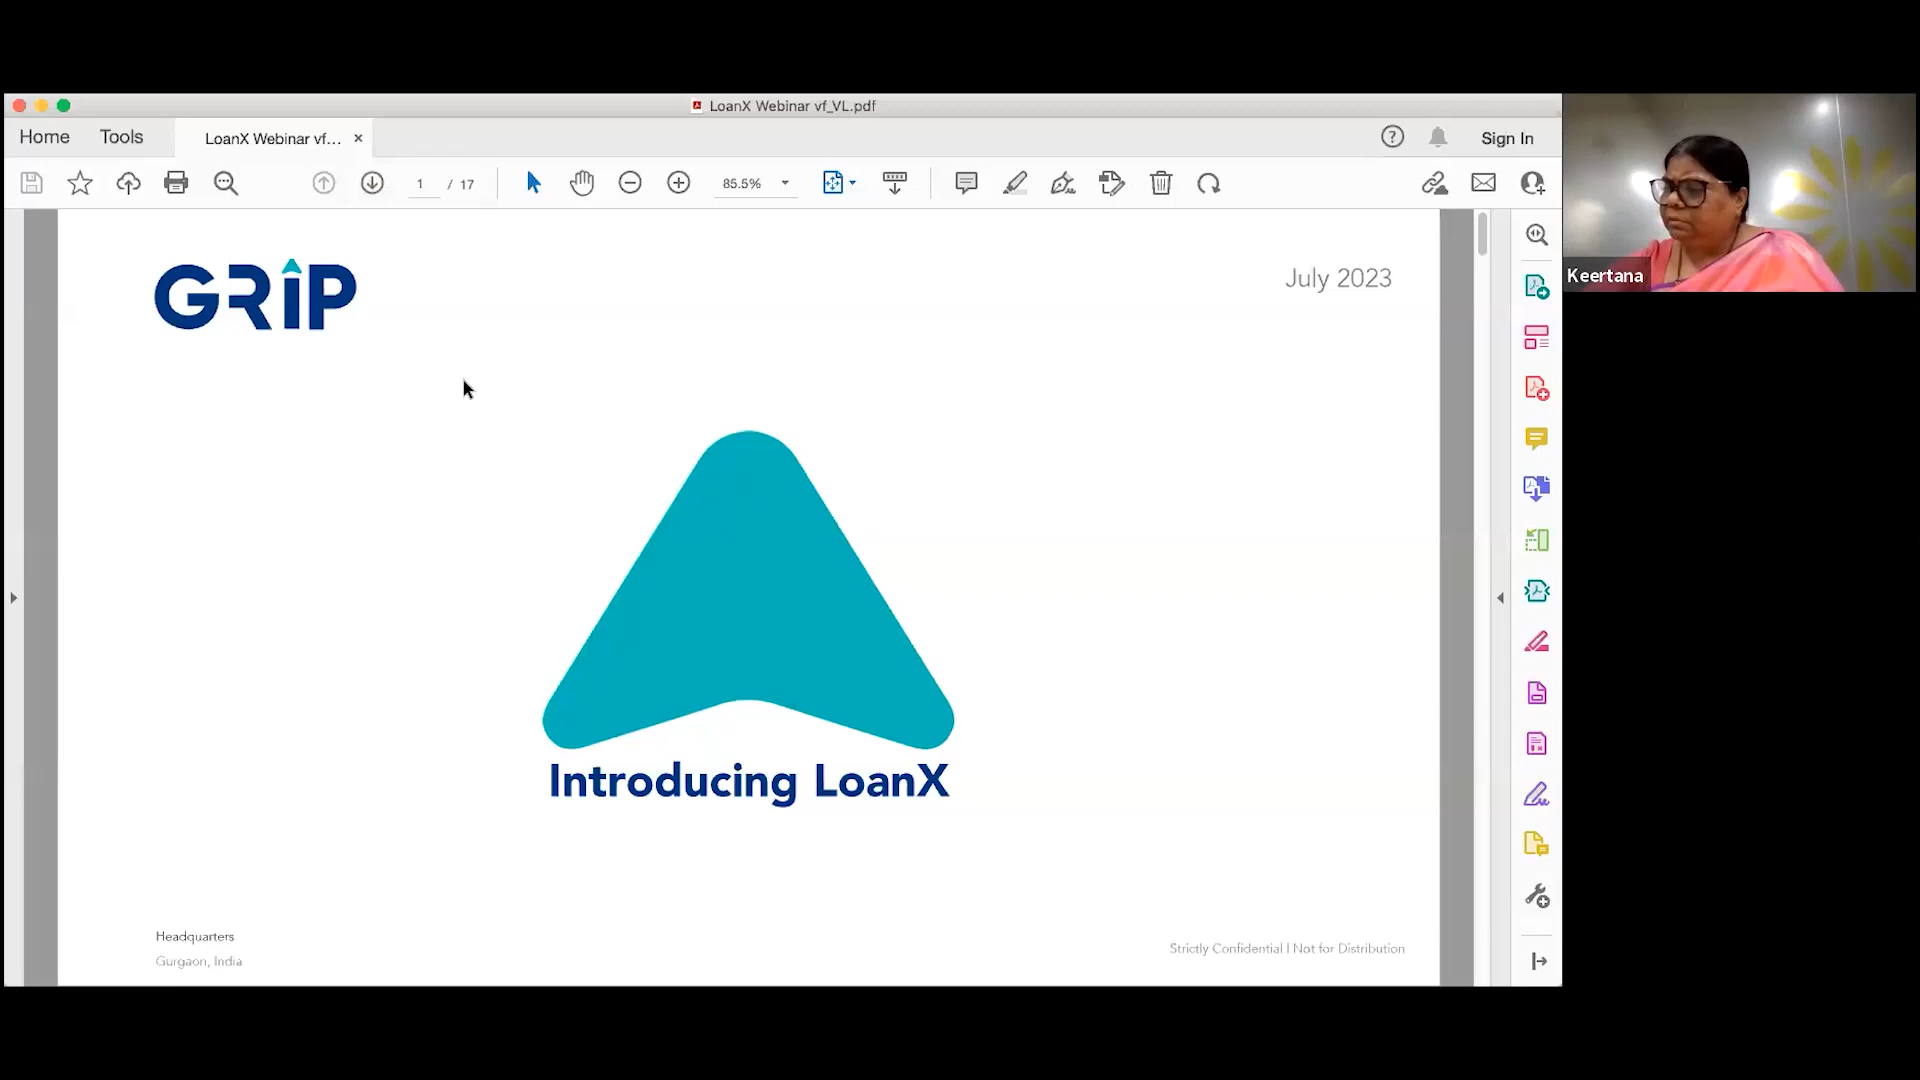 LoanX Webinar vf_VL.pdf
Home
Tools
LoanX Webinar vf...
Sign In
1 / 17
85.5%
GRIP
July 2023
Keertana
Introducing LoanX
Headquarters
Gurgaon, India
Strictly Confidential | Not for Distribution